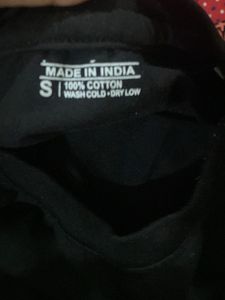 MADE IN INDIA
S 100% COTTON
WASH COLD • DRY LOW